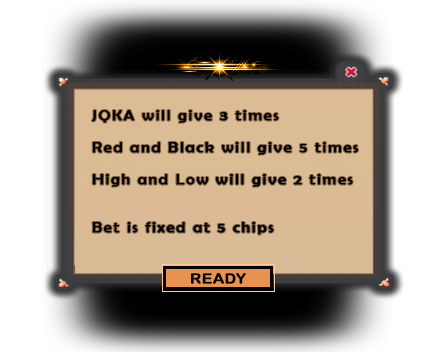 JQKA will give 3 times
Red and Black will give 5 times
High and Low will give 2 times
Bet is fixed at 5 chips
READY